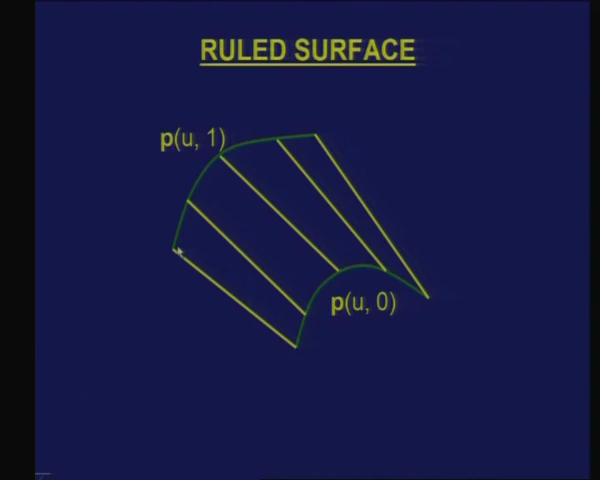 RULED SURFACE
p(u, 1)
p(u, 0)